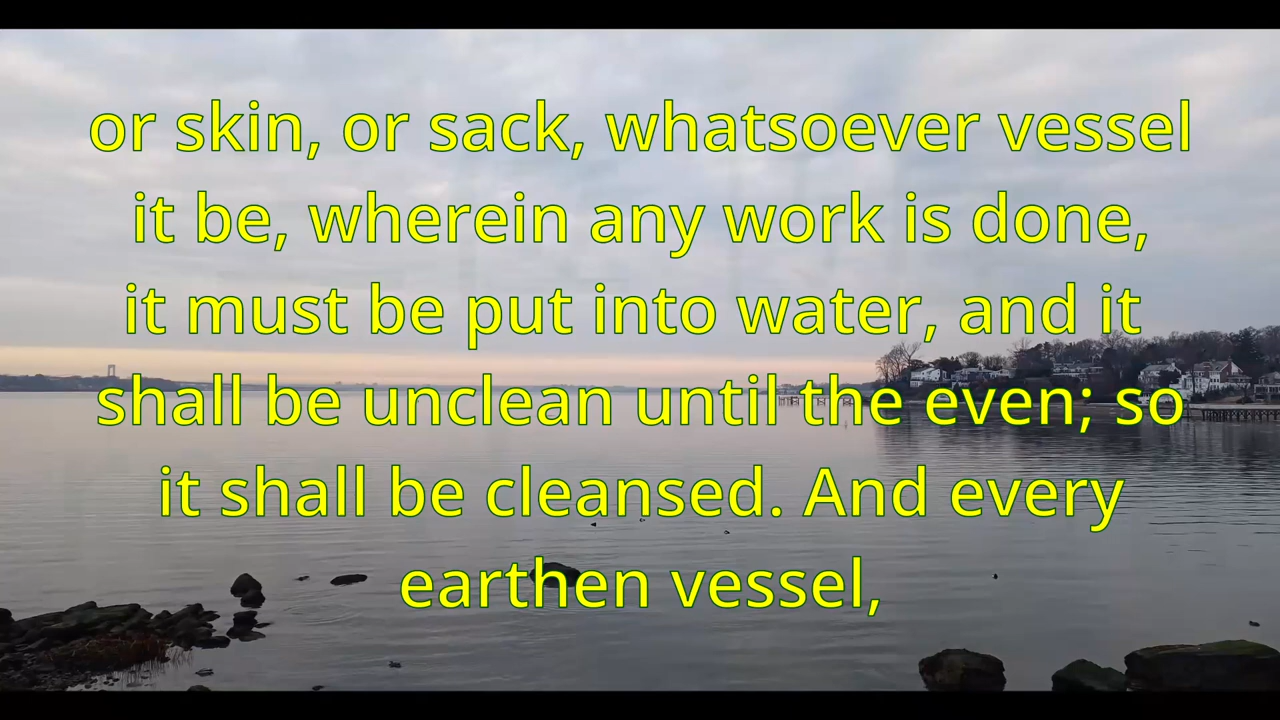 or skin, or sack, whatsoever vessel
it be, wherein any work is done,
it must be put into water, and it
shall be unclean until the even; so
it shall be cleansed. And every
earthen vessel,